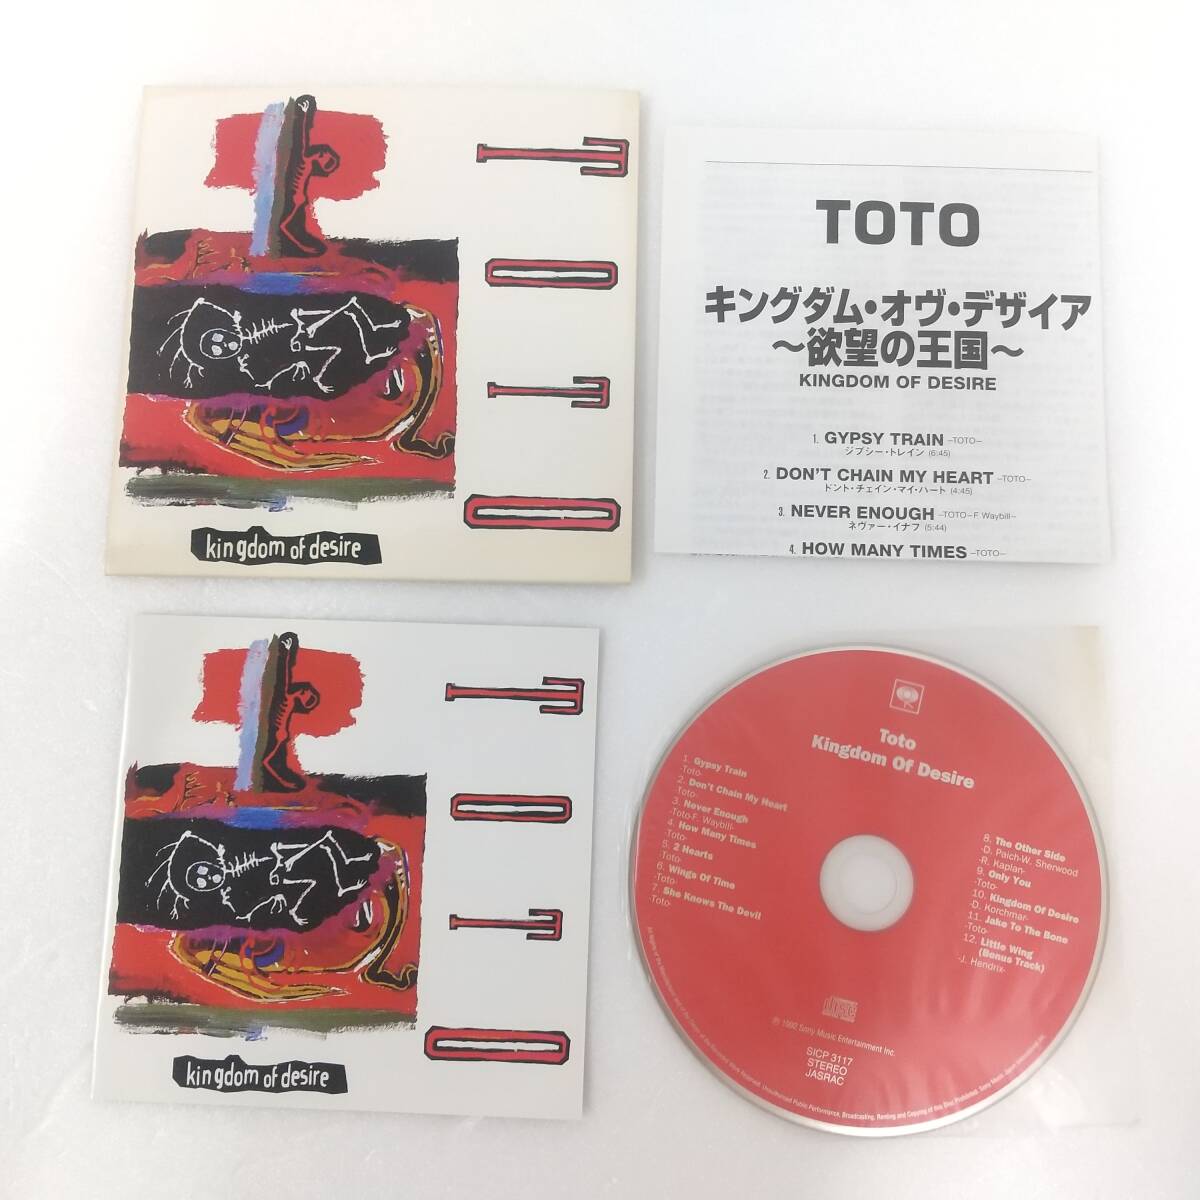 TOTO
kingdom of desire
TOTO
キングダム・オヴ・デザイア
～欲望の王国～
KINGDOM OF DESIRE
1. GYPSY TRAIN –TOTO–
ジプシー・トレイン (6:45)
2. DON'T CHAIN MY HEART –TOTO–
ドント・チェイン・マイ・ハート (4:45)
3. NEVER ENOUGH –TOTO–F. Waybill–
ネヴァー・イナフ (5:44)
4. HOW MANY TIMES –TOTO–
TOTO
kingdom of desire
Toto
Kingdom Of Desire
1. Gypsy Train
-Toto-
2. Don't Chain My Heart
-Toto-
3. Never Enough
-Toto-F. Waybill-
4. How Many Times
-Toto-
5. 2 Hearts
-Toto-
6. Wings Of Time
-Toto-
7. She Knows The Devil
-Toto-
8. The Other Side
-D. Paich-W. Sherwood
-R. Kaplan-
9. Only You
-Toto-
10. Kingdom Of Desire
-D. Korchmar-
11. Jake To The Bone
-Toto-
12. Little Wing
(Bonus Track)
-J. Hendrix-
℗ 1992 Sony Music Entertainment Inc.
SICP 3117
STEREO
JASRAC